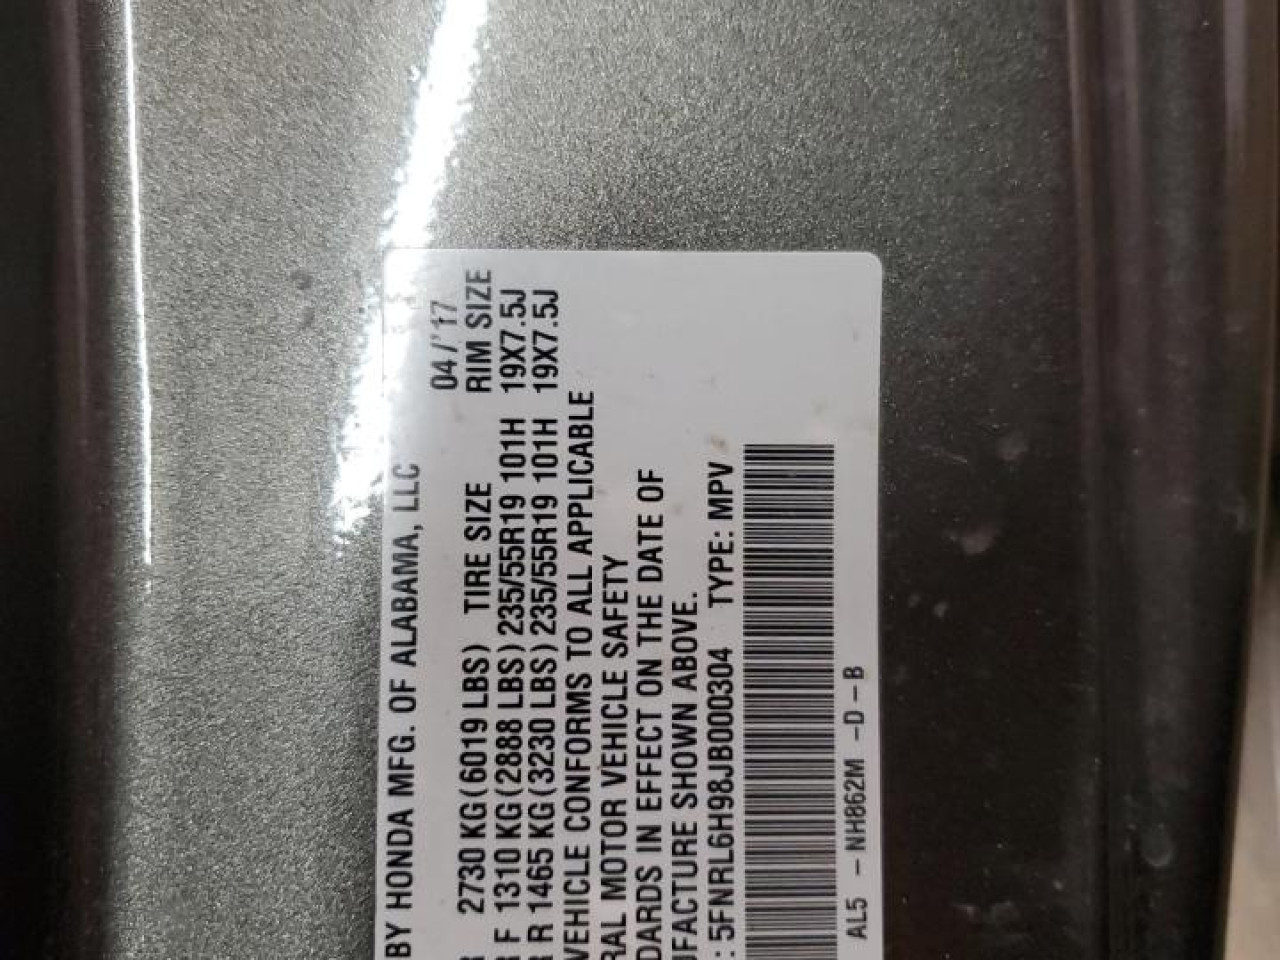 BY HONDA MFG. OF ALABAMA, LLC
04/'17
R 2730 KG (6019 LBS) TIRE SIZE RIM SIZE
R F 1310 KG (2888 LBS) 235/55R19 101H 19X7.5J
R R 1465 KG (3230 LBS) 235/55R19 101H 19X7.5J
VEHICLE CONFORMS TO ALL APPLICABLE
RAL MOTOR VEHICLE SAFETY
DARDS IN EFFECT ON THE DATE OF
UFACTURE SHOWN ABOVE.
: 5FNRL6H98JB000304 TYPE: MPV
AL5 - NH862M -D-B